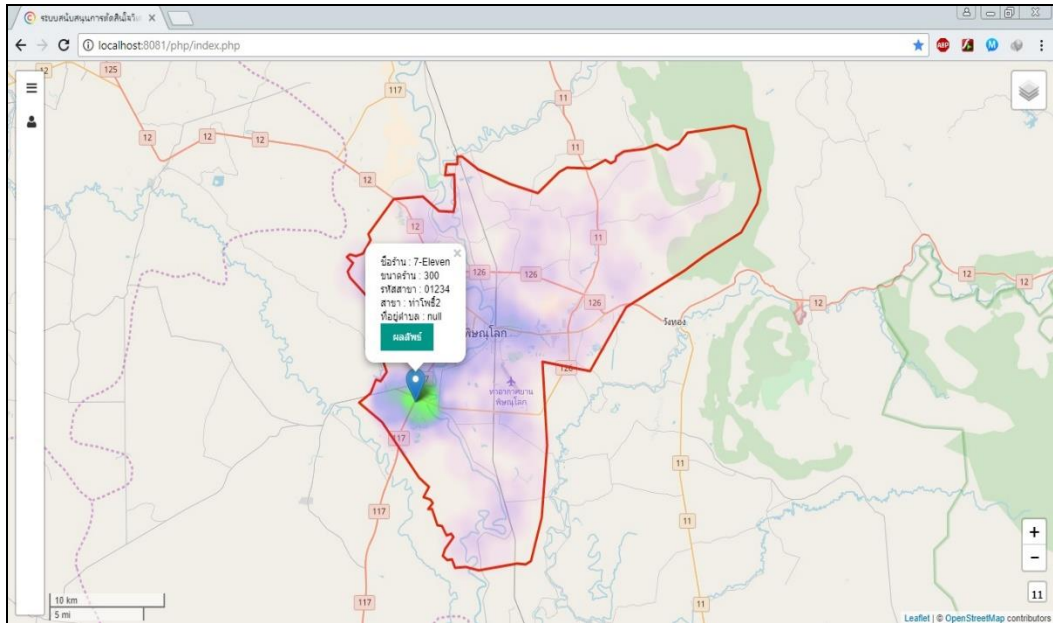 ระบบสนับสนุนการตัดสินใจ
localhost:8081/php/index.php
ABP
M
12
125
117
11
12
12
12
11
12
12
11
126
126
126
12
12
ชื่อร้าน : 7-Eleven
ขนาดร้าน : 300
รหัสสาขา : 01234
สาขา : ท่าโพธิ์2
ที่อยู่ตำบล : null
ผลลัพธ์
พิษณุโลก
วังทอง
126
ท่าอากาศยาน
พิษณุโลก
117
11
117
11
117
11
+
−
11
10 km
5 mi
Leaflet | © OpenStreetMap contributors